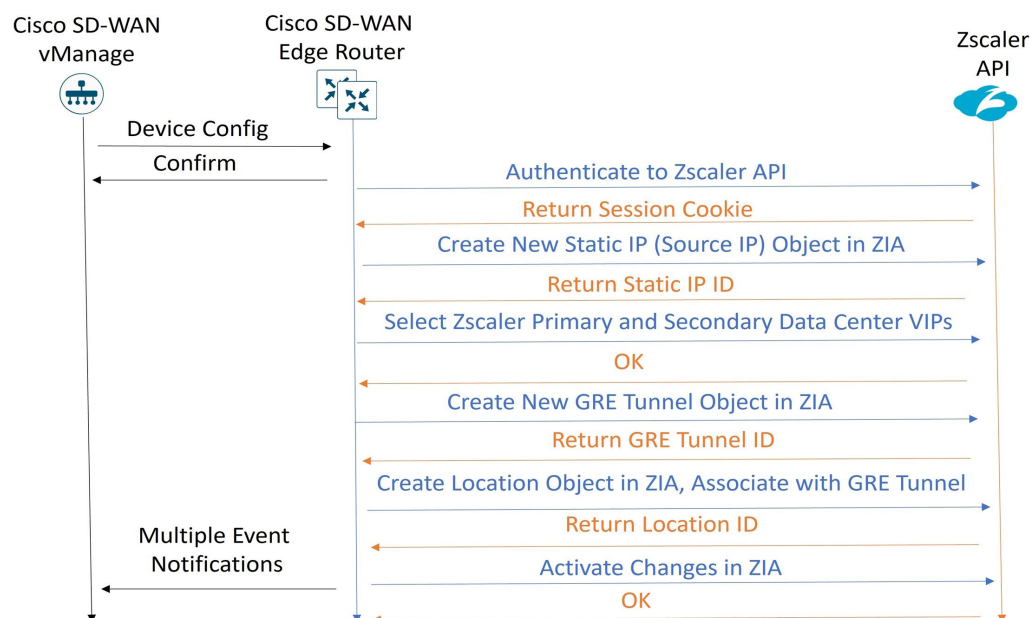 Cisco SD-WAN
vManage
Cisco SD-WAN
Edge Router
Zscaler
API
Device Config
Confirm
Authenticate to Zscaler API
Return Session Cookie
Create New Static IP (Source IP) Object in ZIA
Return Static IP ID
Select Zscaler Primary and Secondary Data Center VIPs
OK
Create New GRE Tunnel Object in ZIA
Return GRE Tunnel ID
Create Location Object in ZIA, Associate with GRE Tunnel
Return Location ID
Multiple Event
Notifications
Activate Changes in ZIA
OK